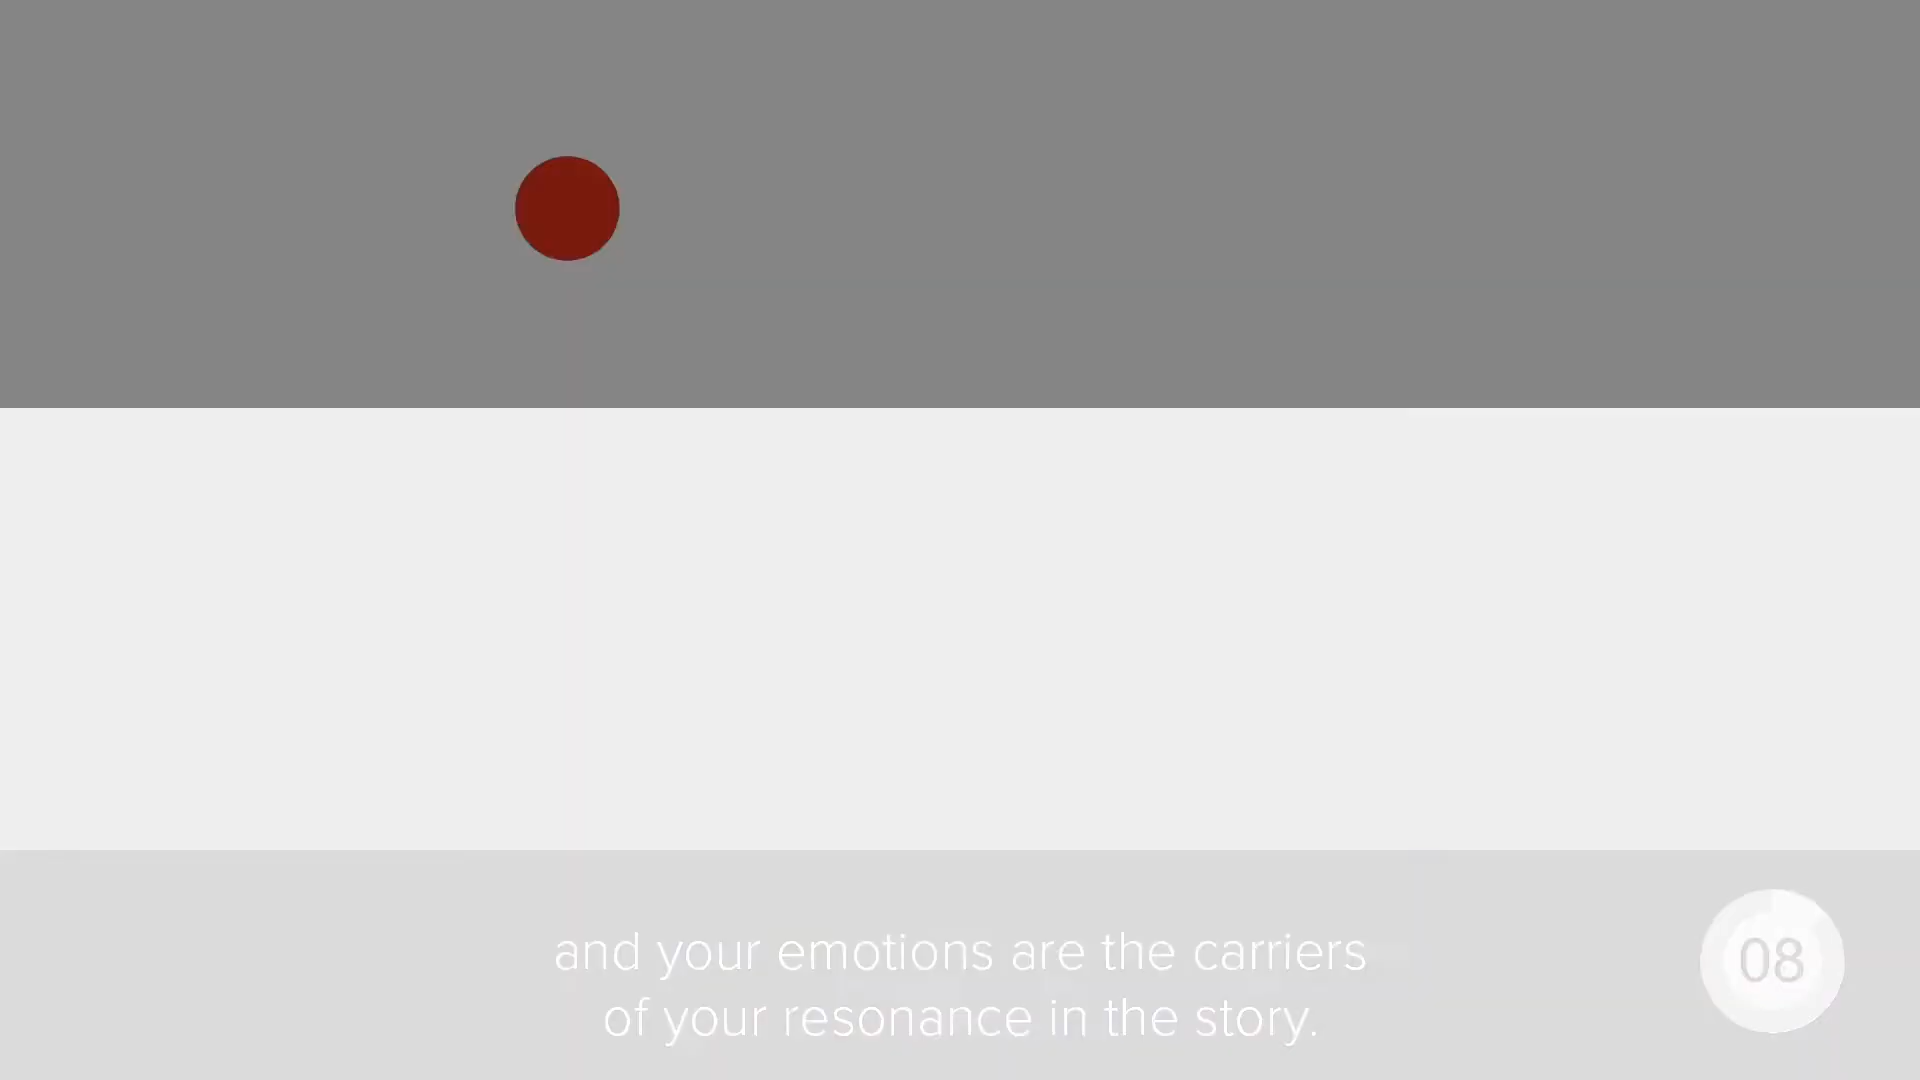 and your emotions are the carriers
of your resonance in the story.
08